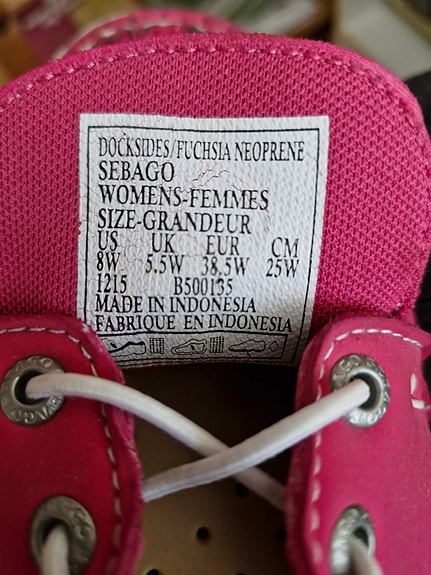 DOCKSIDES/FUCHSIA NEOPRENE
SEBAGO
WOMENS-FEMMES
SIZE-GRANDEUR
US UK EUR CM
8W 5.5W 38.5W 25W
1215 B500135
MADE IN INDONESIA
FABRIQUE EN INDONESIA